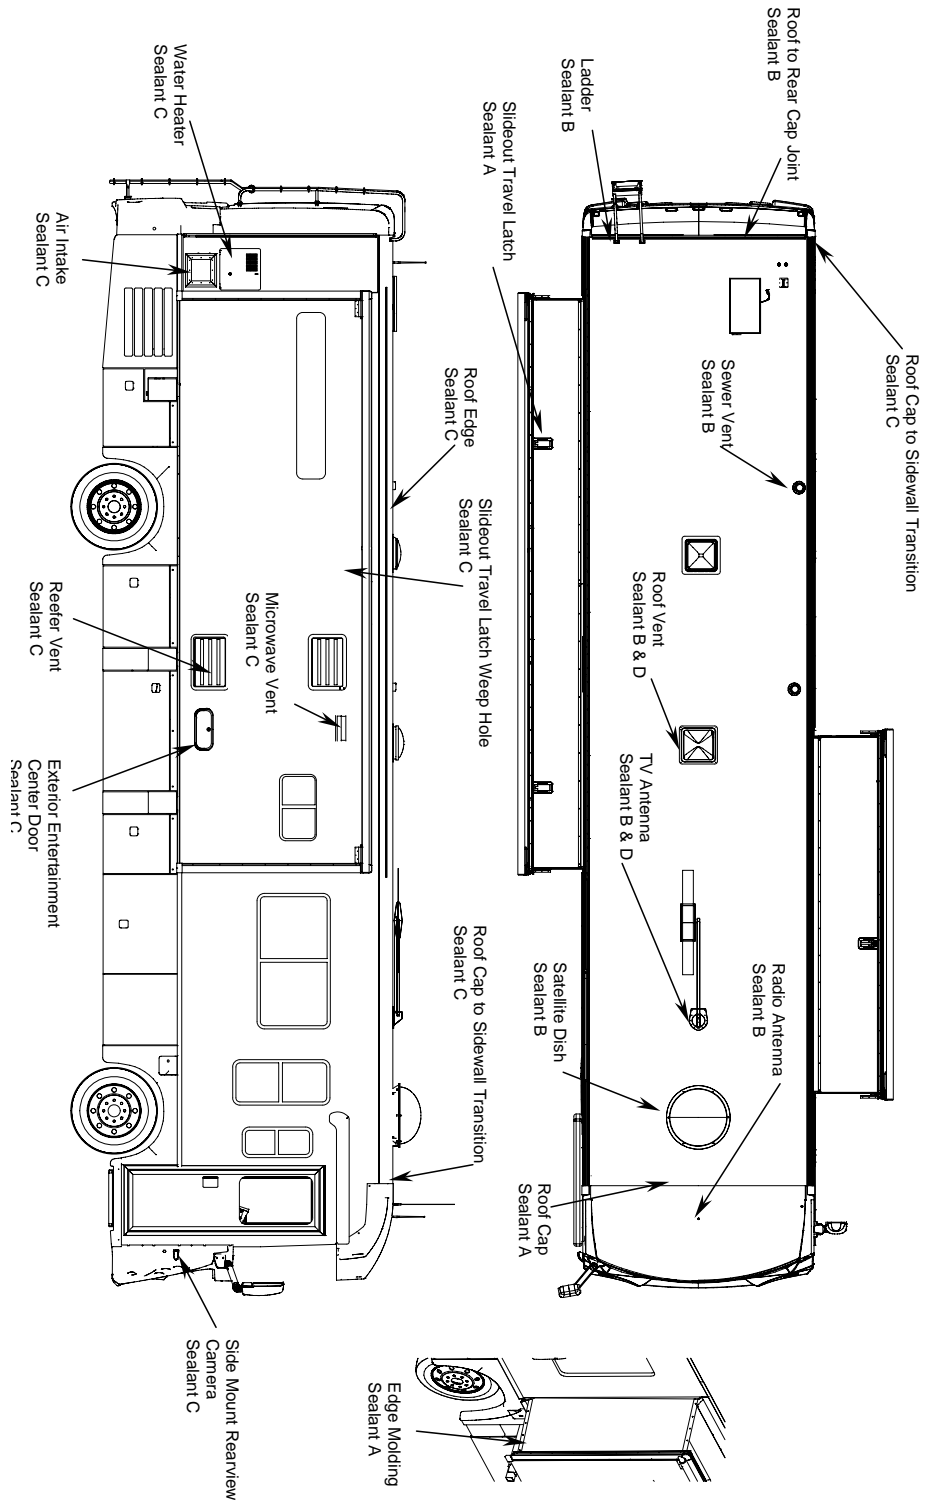 Roof to Rear Cap Joint
Sealant B
Ladder
Sealant B
Slideout Travel Latch
Sealant A
Roof Cap to Sidewall Transition
Sealant C
Sewer Vent
Sealant B
Roof Vent
Sealant B & D
TV Antenna
Sealant B & D
Radio Antenna
Sealant B
Satellite Dish
Sealant B
Roof Cap
Sealant A
Water Heater
Sealant C
Air Intake
Sealant C
Roof Edge
Sealant C
Slideout Travel Latch Weep Hole
Sealant C
Microwave Vent
Sealant C
Reefer Vent
Sealant C
Exterior Entertainment
Center Door
Sealant C
Roof Cap to Sidewall Transition
Sealant C
Side Mount Rearview
Camera
Sealant C
Edge Molding
Sealant A